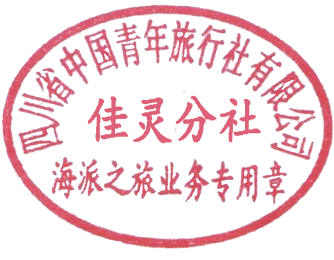 四川省中国青年旅行社有限公司
佳灵分社
海派之旅业务专用章